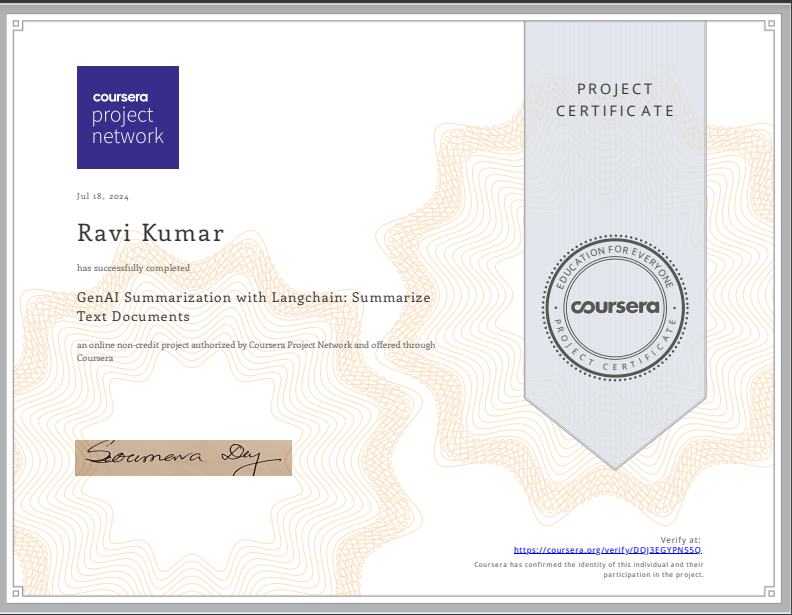 coursera
project
network
PROJECT
CERTIFICATE
Jul 18, 2024
Ravi Kumar
has successfully completed
GenAI Summarization with Langchain: Summarize
Text Documents
an online non-credit project authorized by Coursera Project Network and offered through
Coursera
EDUCATION FOR EVERYONE
coursera
PROJECT CERTIFICATE
Verify at:
https://coursera.org/verify/DQJ3EGYPNS5Q
Coursera has confirmed the identity of this individual and their
participation in the project.